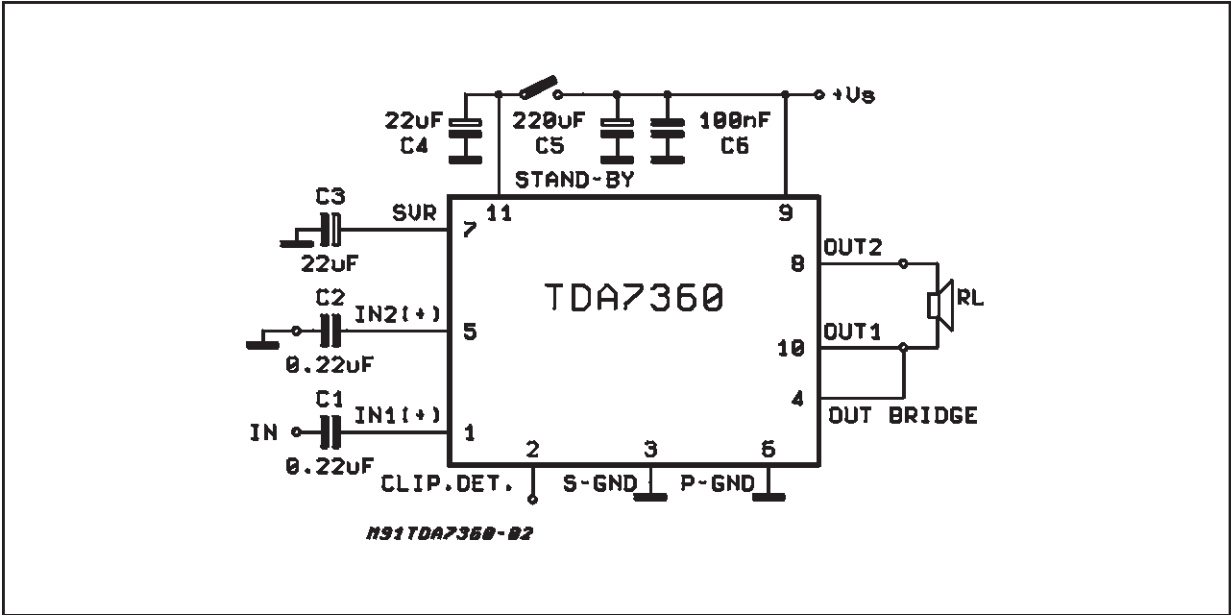 +Vs
22uF
C4
220uF
C5
100nF
C6
STAND-BY
C3
SVR
11
9
7
22uF
OUT2
8
TDA7360
RL
C2
IN2(+)
5
OUT1
10
0.22uF
C1
IN1(+)
4
OUT BRIDGE
IN
1
2
3
6
0.22uF
CLIP.DET.
S-GND
P-GND
M91TDA7360-02